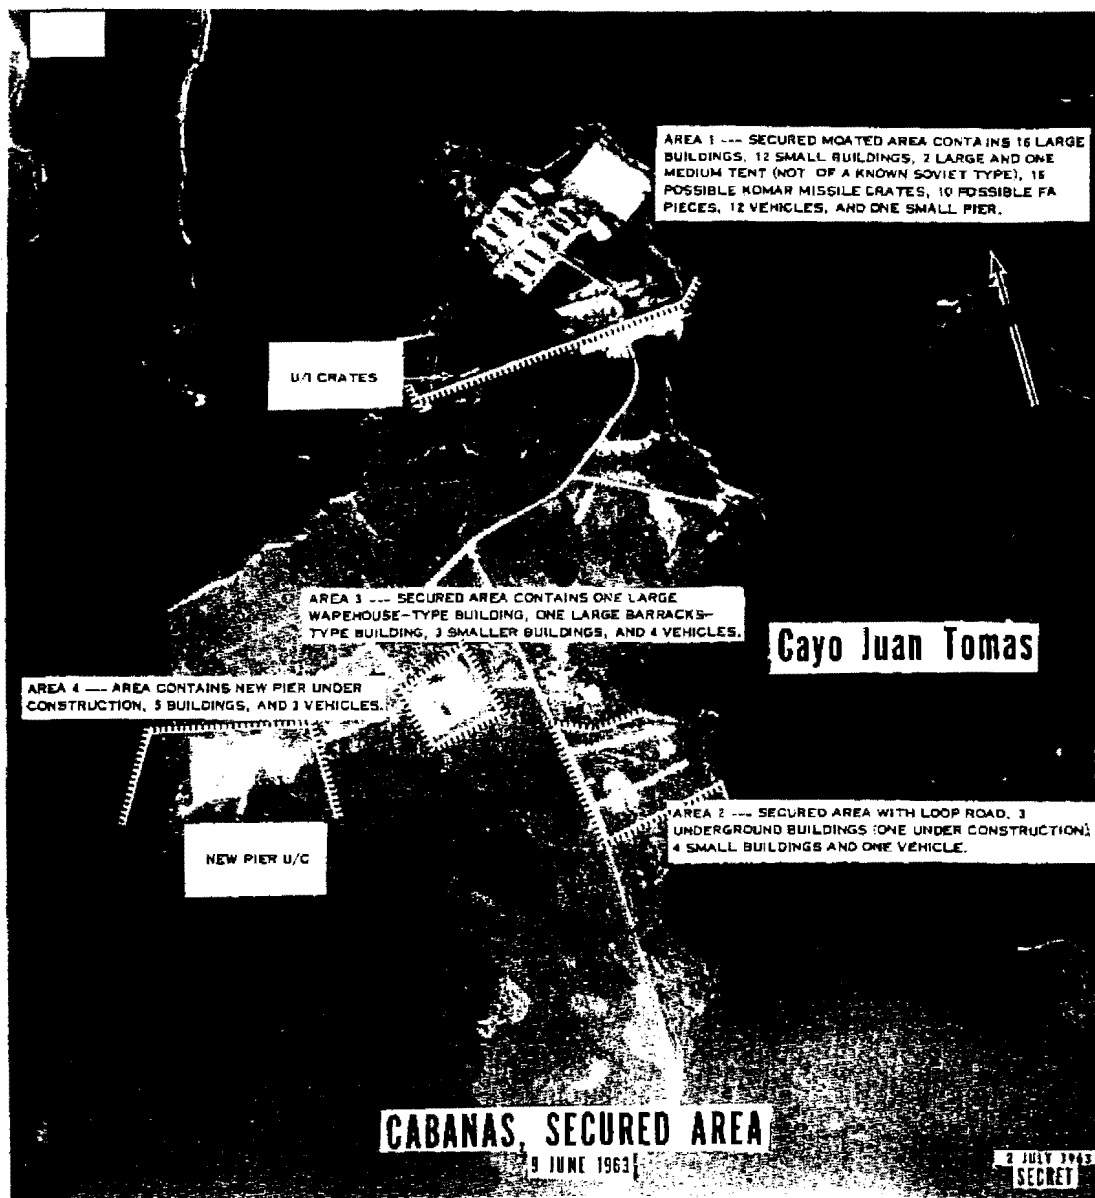 AREA 1 --- SECURED MOATED AREA CONTAINS 16 LARGE
BUILDINGS, 12 SMALL BUILDINGS, 2 LARGE AND ONE
MEDIUM TENT (NOT OF A KNOWN SOVIET TYPE), 16
POSSIBLE KOMAR MISSILE CRATES, 10 POSSIBLE FA
PIECES, 12 VEHICLES, AND ONE SMALL PIER.
U/I CRATES
AREA 3 --- SECURED AREA CONTAINS ONE LARGE
WAREHOUSE-TYPE BUILDING, ONE LARGE BARRACKS-
TYPE BUILDING, 3 SMALLER BUILDINGS, AND 4 VEHICLES.
Cayo Juan Tomas
AREA 4 --- AREA CONTAINS NEW PIER UNDER
CONSTRUCTION, 5 BUILDINGS, AND 3 VEHICLES.
AREA 2 --- SECURED AREA WITH LOOP ROAD, 3
UNDERGROUND BUILDINGS (ONE UNDER CONSTRUCTION)
4 SMALL BUILDINGS AND ONE VEHICLE.
NEW PIER U/C
CABANAS, SECURED AREA
9 JUNE 1963
2 JULY 1963
SECRET